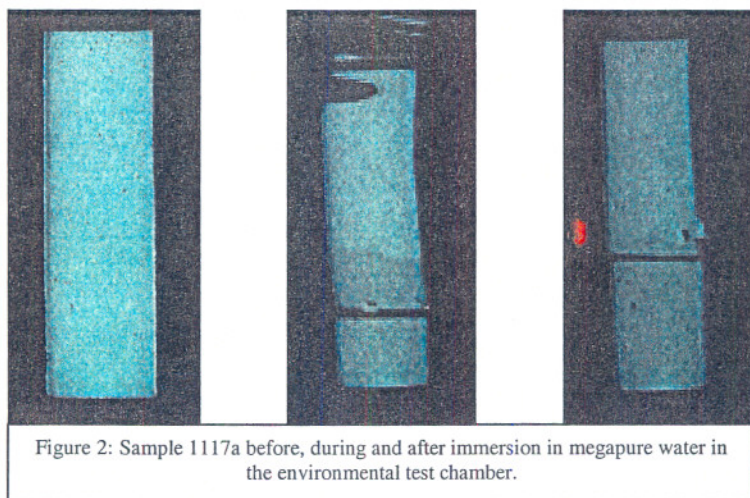 Figure 2: Sample 1117a before, during and after immersion in megapure water in
the environmental test chamber.